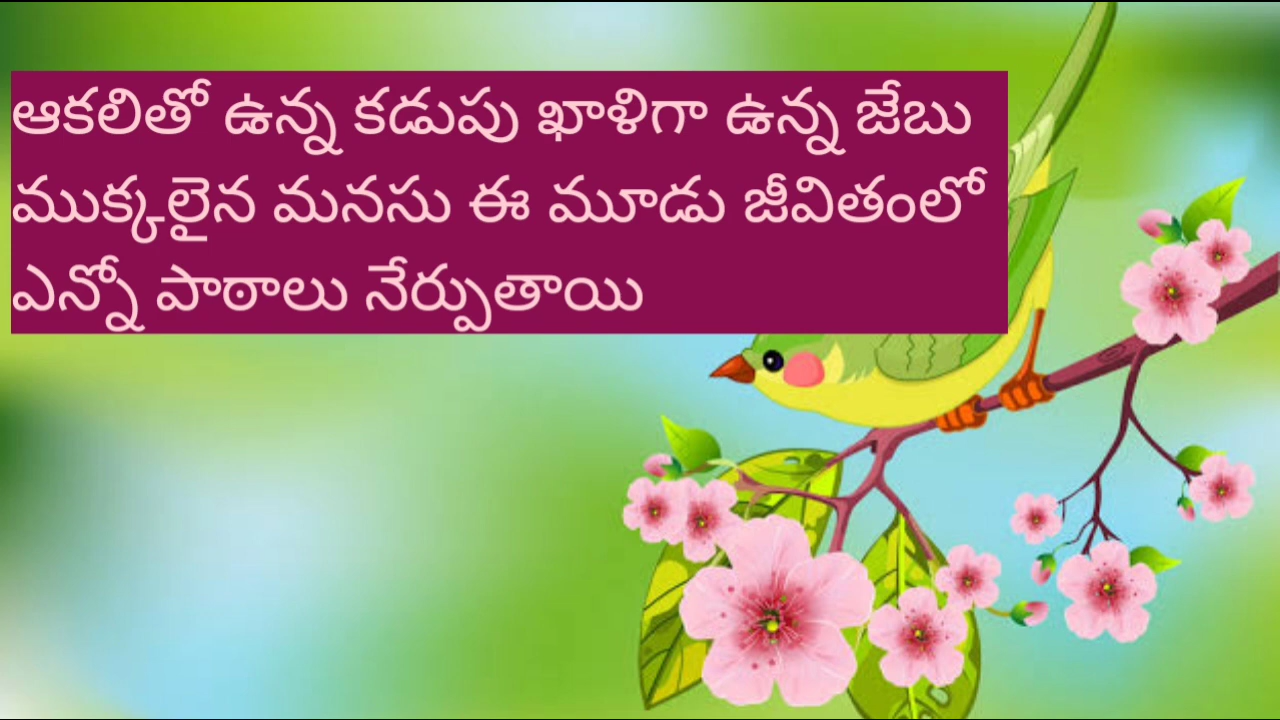 ఆకలితో ఉన్న కడుపు ఖాళిగా ఉన్న జేబు
ముక్కలైన మనసు ఈ మూడు జీవితంలో
ఎన్నో పాఠాలు నేర్పుతాయి